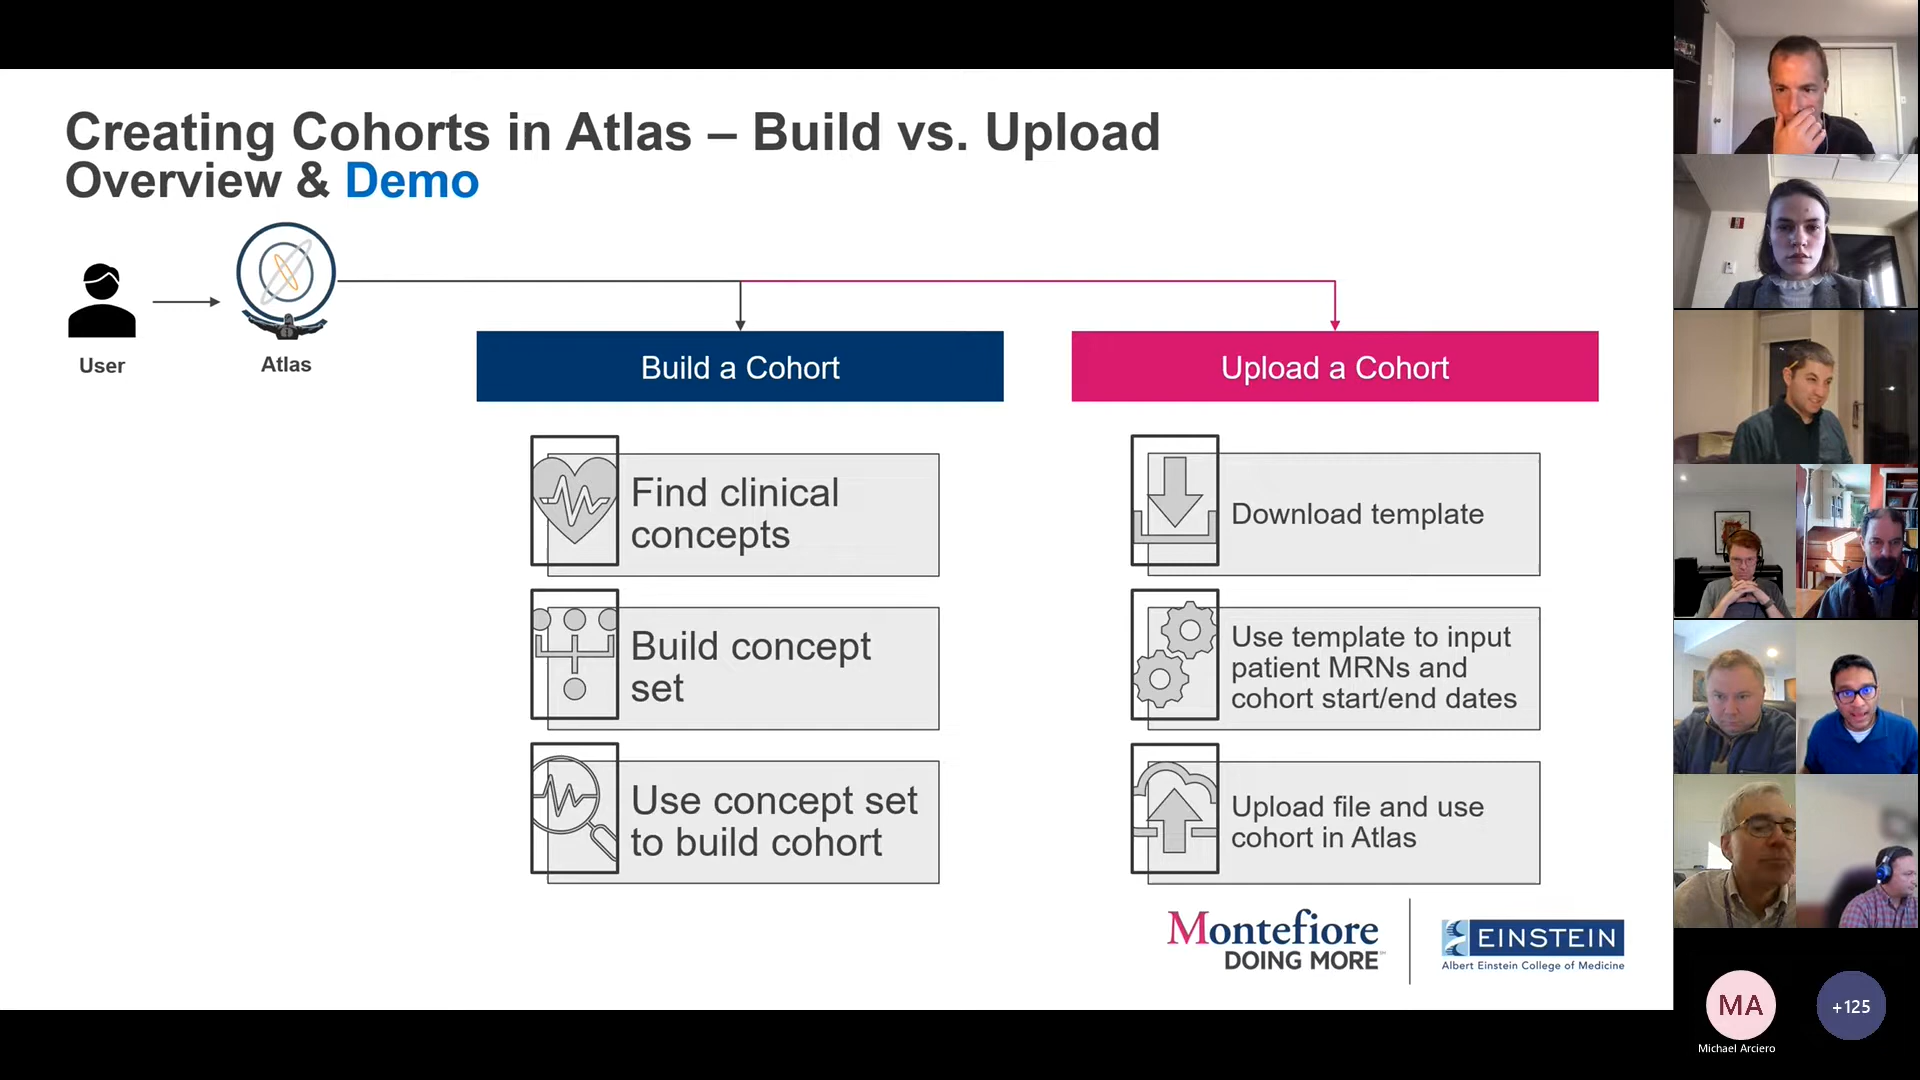 Creating Cohorts in Atlas – Build vs. Upload
Overview & Demo
User
Atlas
Build a Cohort
Find clinical
concepts
Build concept
set
Use concept set
to build cohort
Upload a Cohort
Download template
Use template to input
patient MRNs and
cohort start/end dates
Upload file and use
cohort in Atlas
Montefiore
DOING MORE
EINSTEIN
Albert Einstein College of Medicine
MA
Michael Arciero
+125